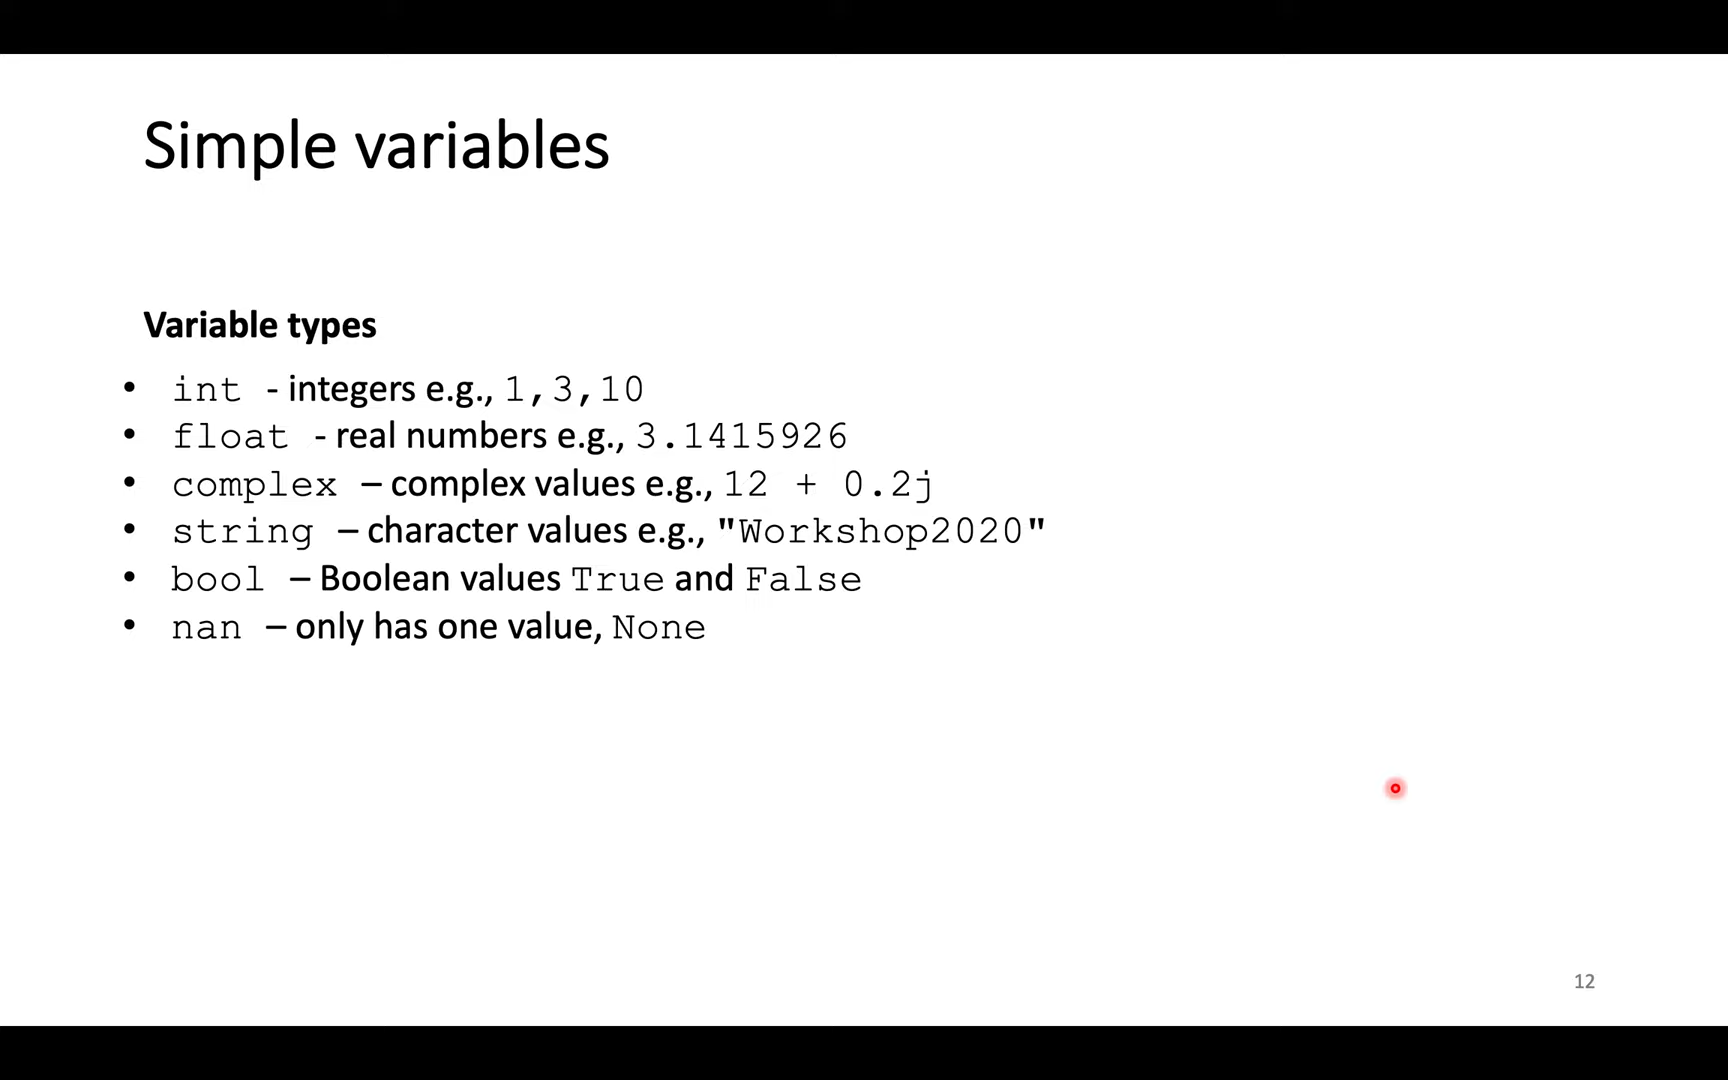 Simple variables
Variable types
• int - integers e.g., 1,3,10
• float - real numbers e.g., 3.1415926
• complex – complex values e.g., 12 + 0.2j
• string – character values e.g., "Workshop2020"
• bool – Boolean values True and False
• nan – only has one value, None
12